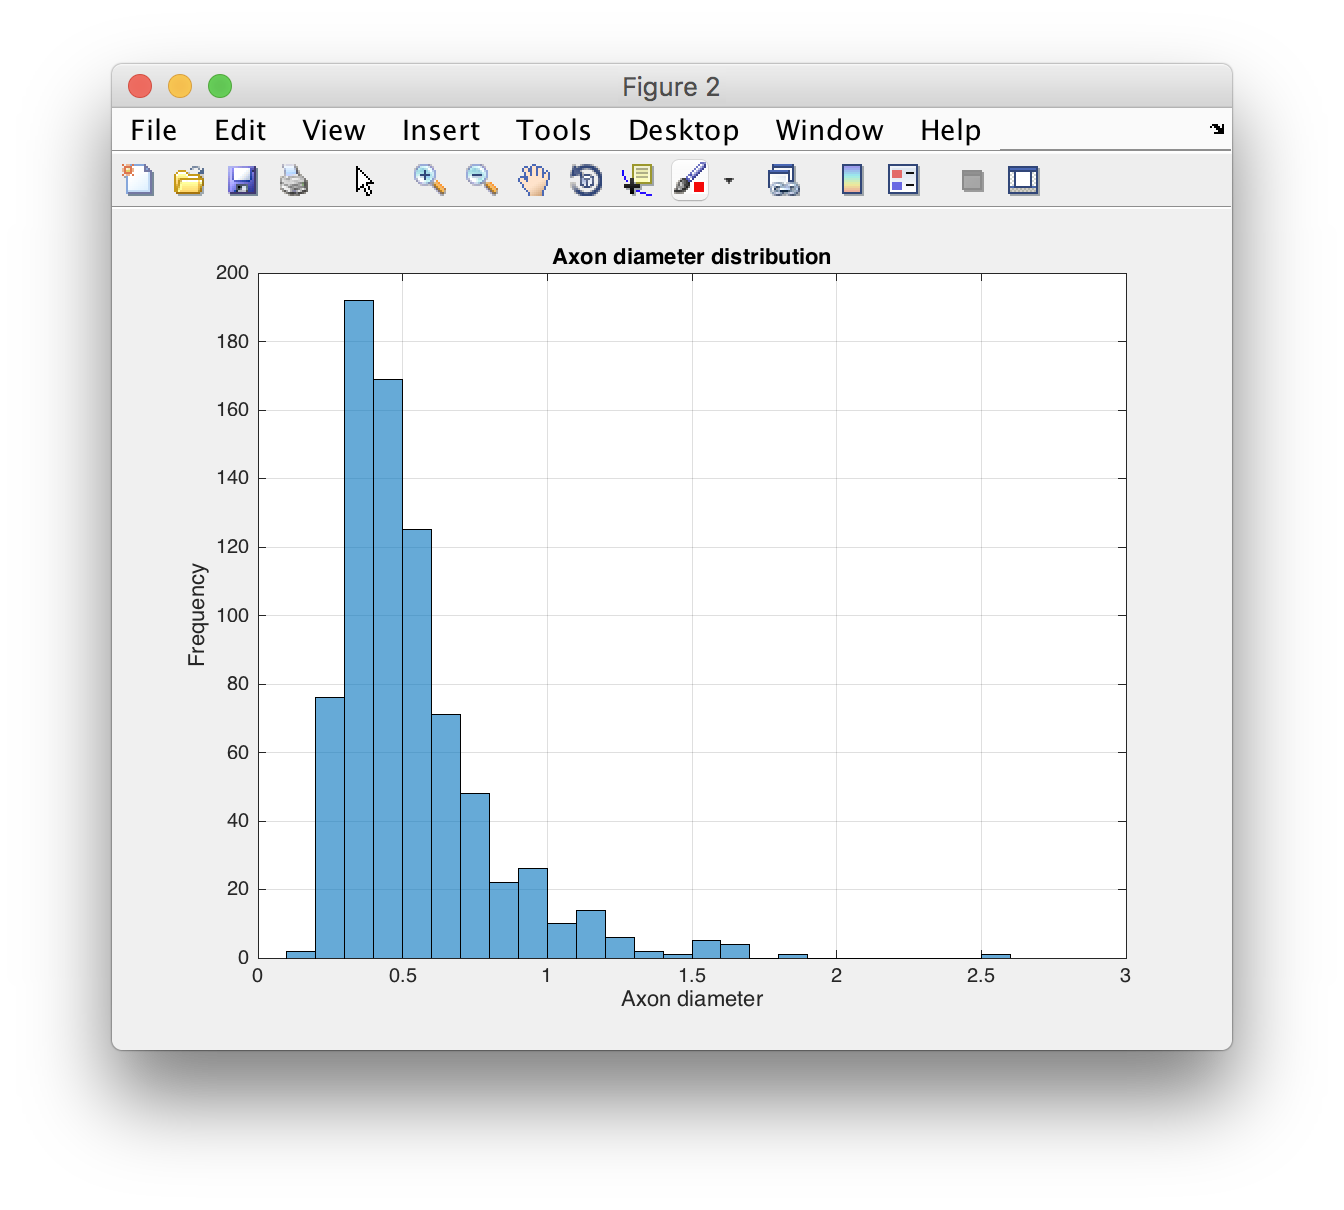 Figure 2
File Edit View Insert Tools Desktop Window Help
Axon diameter distribution
200
180
160
140
120
100
80
60
40
20
0
Frequency
0 0.5 1 1.5 2 2.5 3
Axon diameter